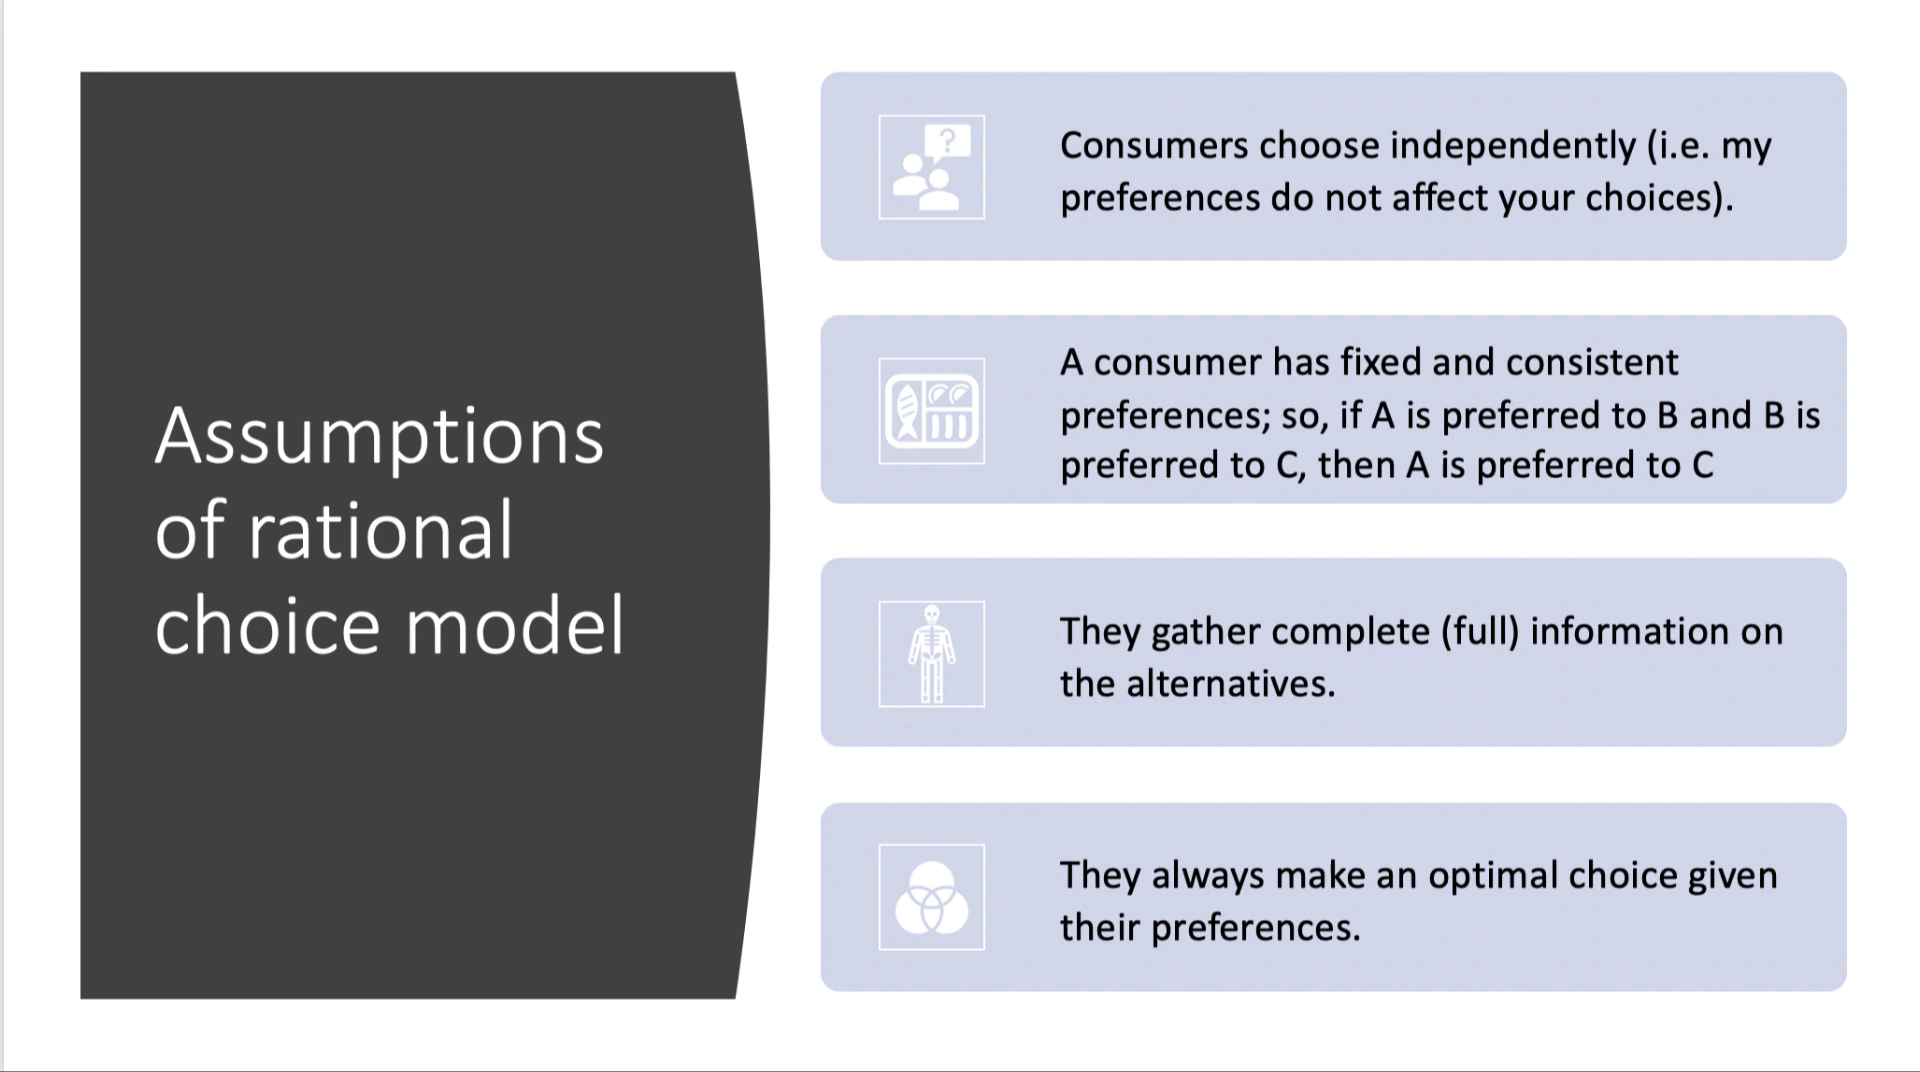 Assumptions
of rational
choice model
?
Consumers choose independently (i.e. my
preferences do not affect your choices).
A consumer has fixed and consistent
preferences; so, if A is preferred to B and B is
preferred to C, then A is preferred to C
They gather complete (full) information on
the alternatives.
They always make an optimal choice given
their preferences.